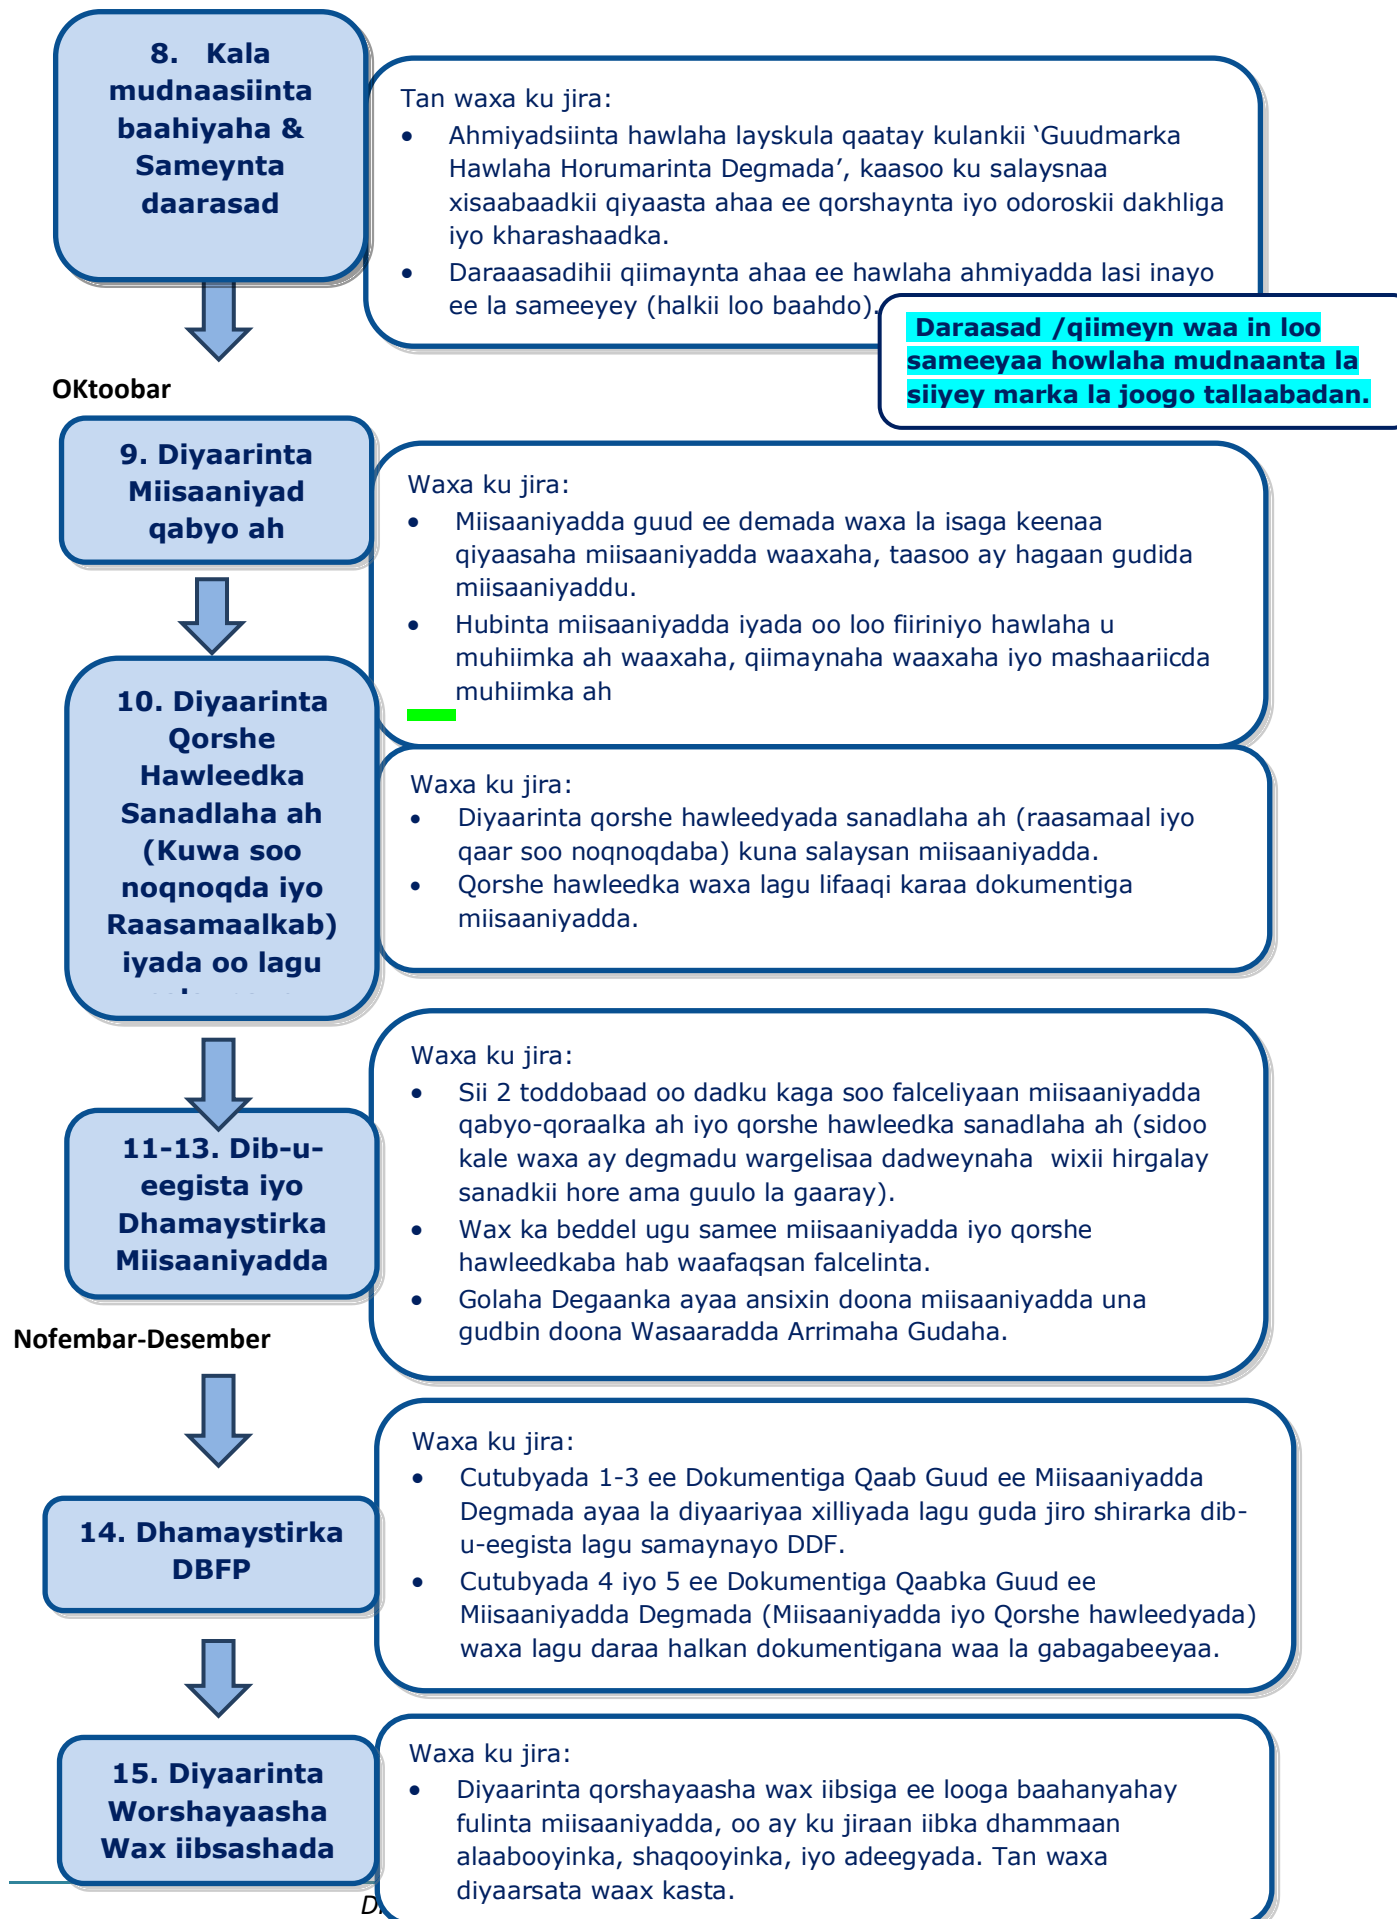 8. Kala
mudnaasiinta
baahiyaha &
Sameynta
daarasad
Tan waxa ku jira:
• Ahmiyadsiinta hawlaha layskula qaatay kulankii ‘Guudmarka
Hawlaha Horumarinta Degmada’, kaasoo ku salaysnaa
xisaabaadkii qiyaasta ahaa ee qorshaynta iyo odoroskii dakhliga
iyo kharashaadka.
• Daraaasadihii qiimaynta ahaa ee hawlaha ahmiyadda lasi inayo
ee la sameeyey (halkii loo baahdo).
Daraasad /qiimeyn waa in loo
sameeyaa howlaha mudnaanta la
siiyey marka la joogo tallaabadan.
OKtoobar
9. Diyaarinta
Miisaaniyad
qabyo ah
Waxa ku jira:
• Miisaaniyadda guud ee demada waxa la isaga keenaa
qiyaasaha miisaaniyadda waaxaha, taasoo ay hagaan gudida
miisaaniyaddu.
• Hubinta miisaaniyadda iyada oo loo fiiriniyo hawlaha u
muhiimka ah waaxaha, qiimaynaha waaxaha iyo mashaariicda
muhiimka ah
10. Diyaarinta
Qorshe
Hawleedka
Sanadlaha ah
(Kuwa soo
noqnoqda iyo
Raasamaalkab)
iyada oo lagu
Waxa ku jira:
• Diyaarinta qorshe hawleedyada sanadlaha ah (raasamaal iyo
qaar soo noqnoqdaba) kuna salaysan miisaaniyadda.
• Qorshe hawleedka waxa lagu lifaaqi karaa dokumentiga
miisaaniyadda.
11-13. Dib-u-
eegista iyo
Dhamaystirka
Miisaaniyadda
Waxa ku jira:
• Sii 2 toddobaad oo dadku kaga soo falceliyaan miisaaniyadda
qabyo-qoraalka ah iyo qorshe hawleedka sanadlaha ah (sidoo
kale waxa ay degmadu wargelisaa dadweynaha wixii hirgalay
sanadkii hore ama guulo la gaaray).
• Wax ka beddel ugu samee miisaaniyadda iyo qorshe
hawleedkaba hab waafaqsan falcelinta.
• Golaha Degaanka ayaa ansixin doona miisaaniyadda una
gudbin doona Wasaaradda Arrimaha Gudaha.
Nofembar-Desember
14. Dhamaystirka
DBFP
Waxa ku jira:
• Cutubyada 1-3 ee Dokumentiga Qaab Guud ee Miisaaniyadda
Degmada ayaa la diyaariyaa xilliyada lagu guda jiro shirarka dib-
u-eegista lagu samaynayo DDF.
• Cutubyada 4 iyo 5 ee Dokumentiga Qaabka Guud ee
Miisaaniyadda Degmada (Miisaaniyadda iyo Qorshe hawleedyada)
waxa lagu daraa halkan dokumentigana waa la gabagabeeyaa.
15. Diyaarinta
Worshayaasha
Wax iibsashada
Waxa ku jira:
• Diyaarinta qorshayaasha wax iibsiga ee looga baahanyahay
fulinta miisaaniyadda, oo ay ku jiraan iibka dhammaan
alaabooyinka, shaqooyinka, iyo adeegyada. Tan waxa
diyaarsata waax kasta.